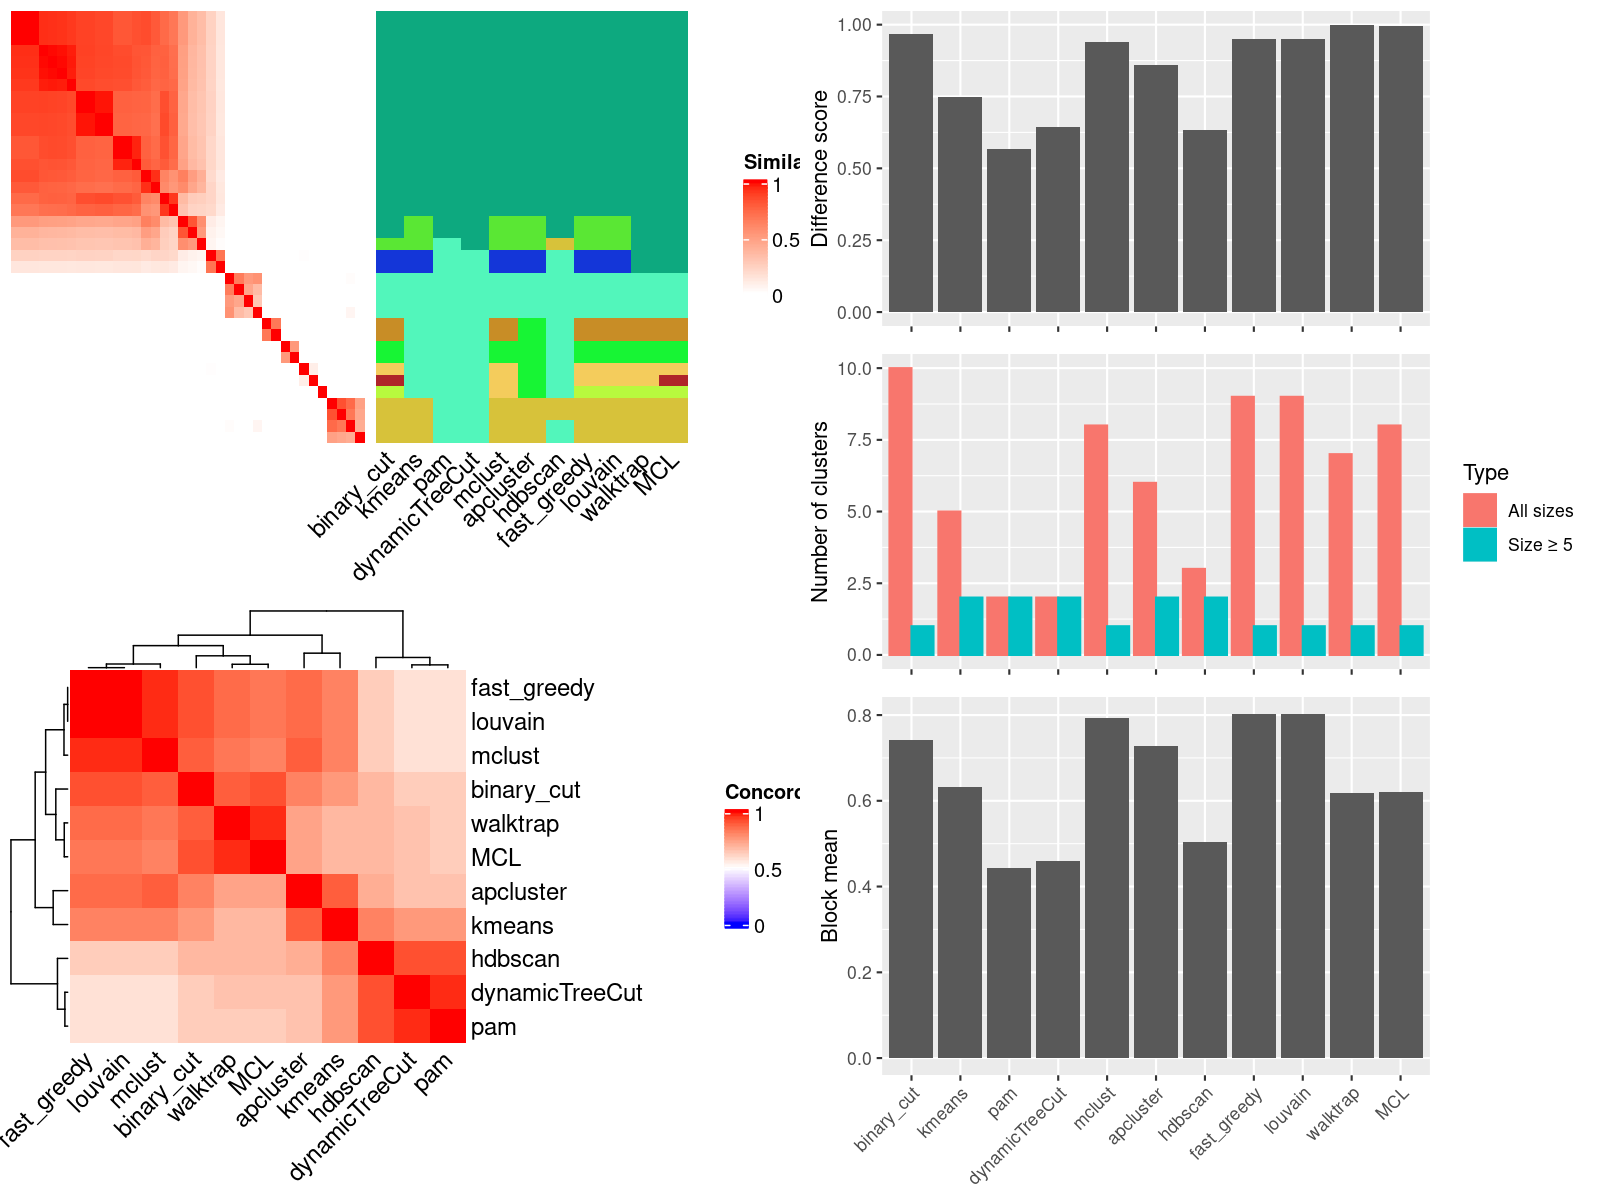 Simila
1
0.5
0
binary_cut
kmeans
pam
dynamicTreeCut
mclust
apcluster
hdbscan
fast_greedy
louvain
walktrap
MCL
fast_greedy
louvain
mclust
binary_cut
walktrap
MCL
apcluster
kmeans
hdbscan
dynamicTreeCut
pam
fast_greedy
louvain
mclust
binary_cut
walktrap
MCL
apcluster
kmeans
hdbscan
dynamicTreeCut
pam
Concord
1
0.5
0
Difference score
1.00
0.75
0.50
0.25
0.00
Number of clusters
10.0
7.5
5.0
2.5
0.0
Type
All sizes
Size ≥ 5
Block mean
0.8
0.6
0.4
0.2
0.0
binary_cut
kmeans
pam
dynamicTreeCut
mclust
apcluster
hdbscan
fast_greedy
louvain
walktrap
MCL